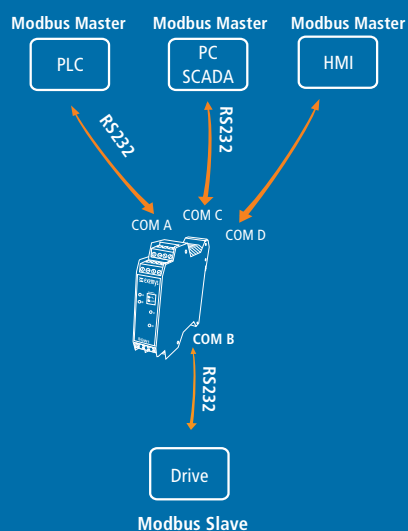 Modbus Master
Modbus Master
Modbus Master
PLC
PC
SCADA
HMI
RS232
RS232
COM A
COM C
COM D
COM B
RS232
Drive
Modbus Slave